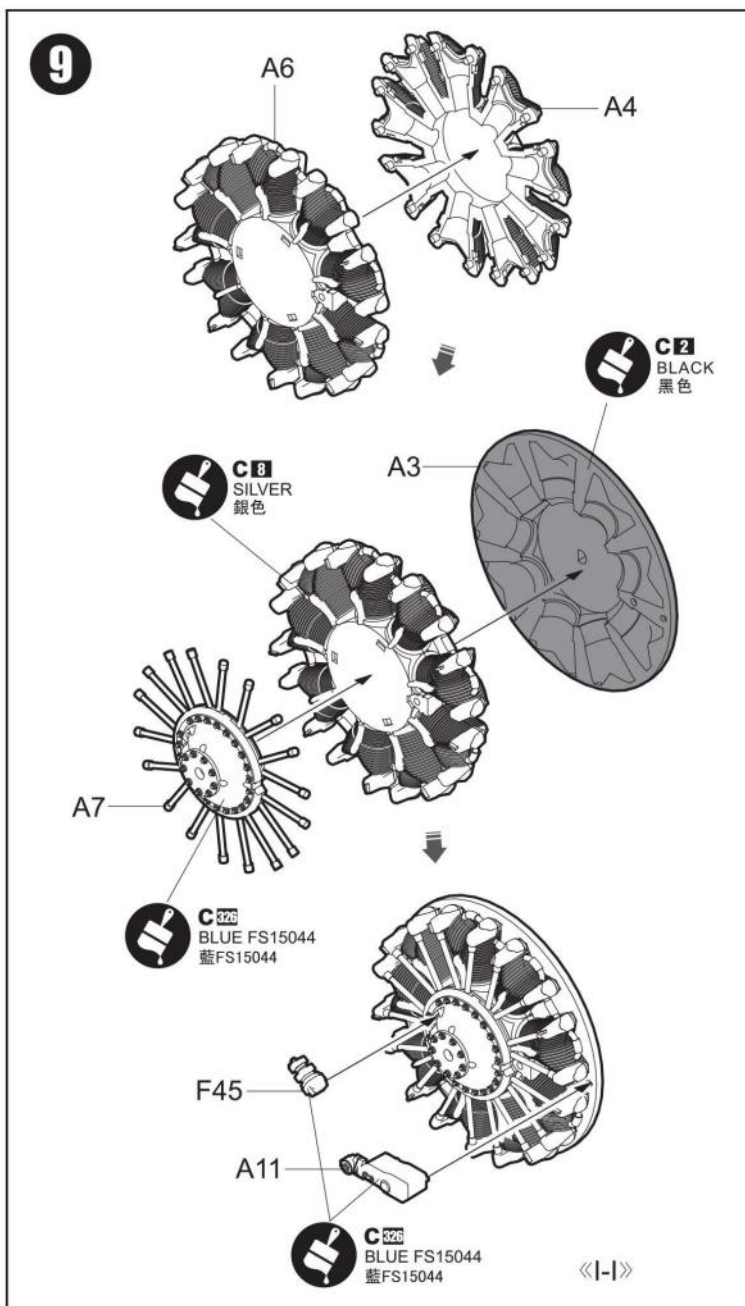 9
A6
A4
C 2
BLACK
黑色
A3
C 8
SILVER
銀色
A7
C 326
BLUE FS15044
藍FS15044
F45
A11
C 326
BLUE FS15044
藍FS15044
《I-I》